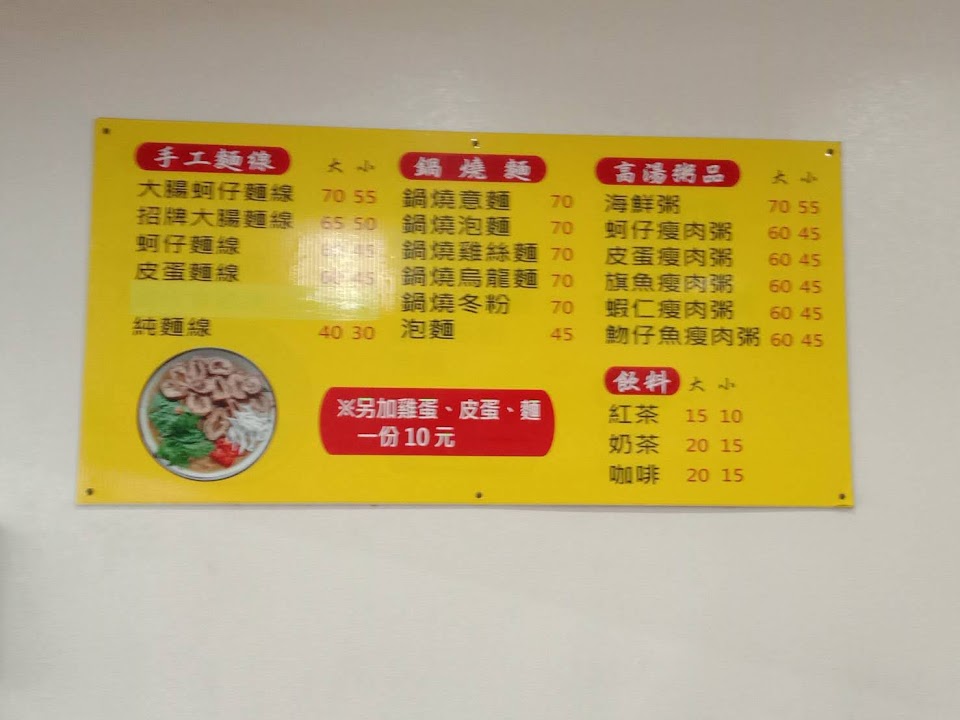 手工麵線 大 小
大腸蚵仔麵線 70 55
招牌大腸麵線 65 50
蚵仔麵線 45
皮蛋麵線 60 45
純麵線 40 30
鍋燒麵
鍋燒意麵 70
鍋燒泡麵 70
鍋燒雞絲麵 70
鍋燒烏龍麵 70
鍋燒冬粉 70
泡麵 45
※另加雞蛋、皮蛋、麵
一份10元
高湯粥品 大 小
海鮮粥 70 55
蚵仔瘦肉粥 60 45
皮蛋瘦肉粥 60 45
旗魚瘦肉粥 60 45
蝦仁瘦肉粥 60 45
魩仔魚瘦肉粥 60 45
飲料 大 小
紅茶 15 10
奶茶 20 15
咖啡 20 15